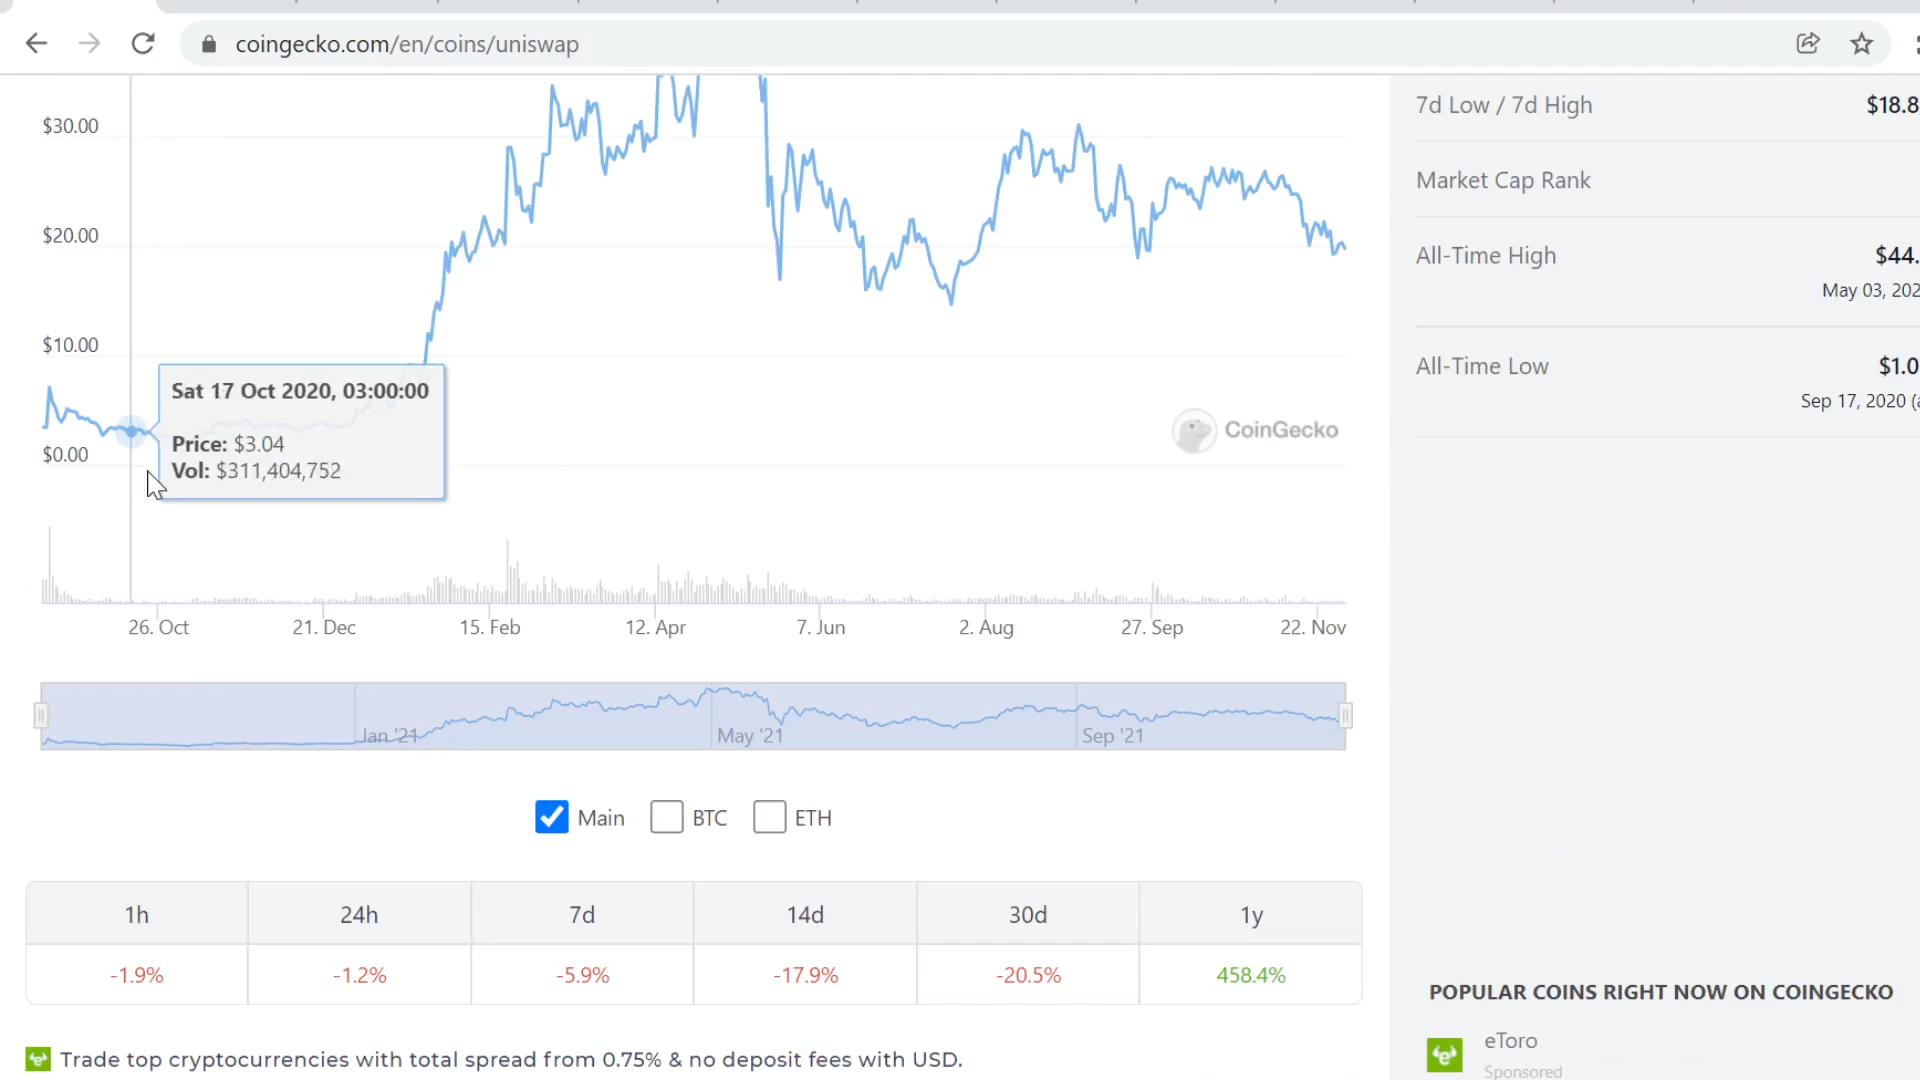 coingecko.com/en/coins/uniswap
$30.00
$20.00
$10.00
$0.00
Sat 17 Oct 2020, 03:00:00
Price: $3.04
Vol: $311,404,752
CoinGecko
26. Oct
21. Dec
15. Feb
12. Apr
7. Jun
2. Aug
27. Sep
22. Nov
Jan '21
May '21
Sep '21
Main
BTC
ETH
1h 24h 7d 14d 30d 1y
-1.9% -1.2% -5.9% -17.9% -20.5% 458.4%
Trade top cryptocurrencies with total spread from 0.75% & no deposit fees with USD.
7d Low / 7d High $18.8
Market Cap Rank
All-Time High $44.
May 03, 202
All-Time Low $1.0
Sep 17, 2020 (a
POPULAR COINS RIGHT NOW ON COINGECKO
eToro
Sponsored